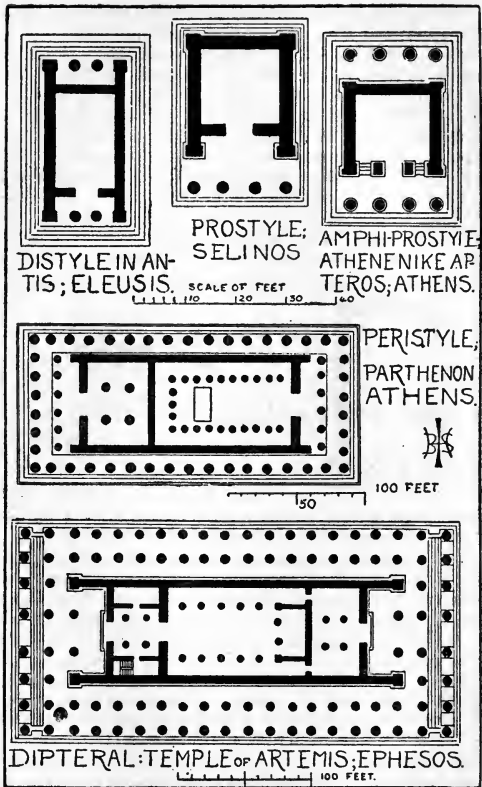 DISTYLE IN AN-
TIS; ELEUSIS.
PROSTYLE;
SELINOS
AMPHI-PROSTYLE;
ATHENE NIKE AP-
TEROS; ATHENS.
SCALE OF FEET
10 20 30 40
PERISTYLE;
PARTHENON
ATHENS.
50 100 FEET
DIPTERAL: TEMPLE OF ARTEMIS; EPHESOS.
100 FEET.